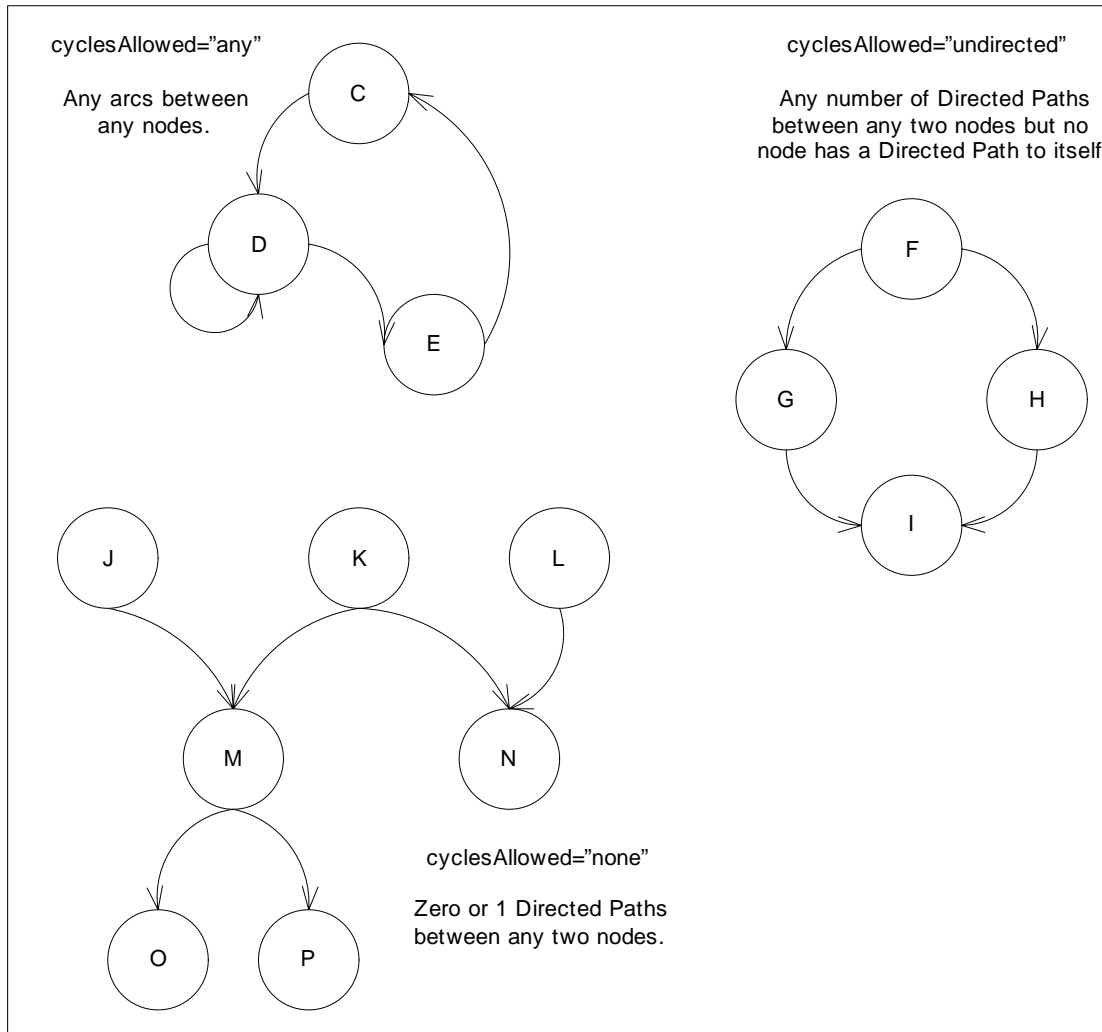 cyclesAllowed=”any”
Any arcs between
any nodes.
C
D
E
cyclesAllowed=”undirected”
Any number of Directed Paths
between any two nodes but no
node has a Directed Path to itself
F
G
H
I
J
K
L
M
N
O
P
cyclesAllowed=”none”
Zero or 1 Directed Paths
between any two nodes.